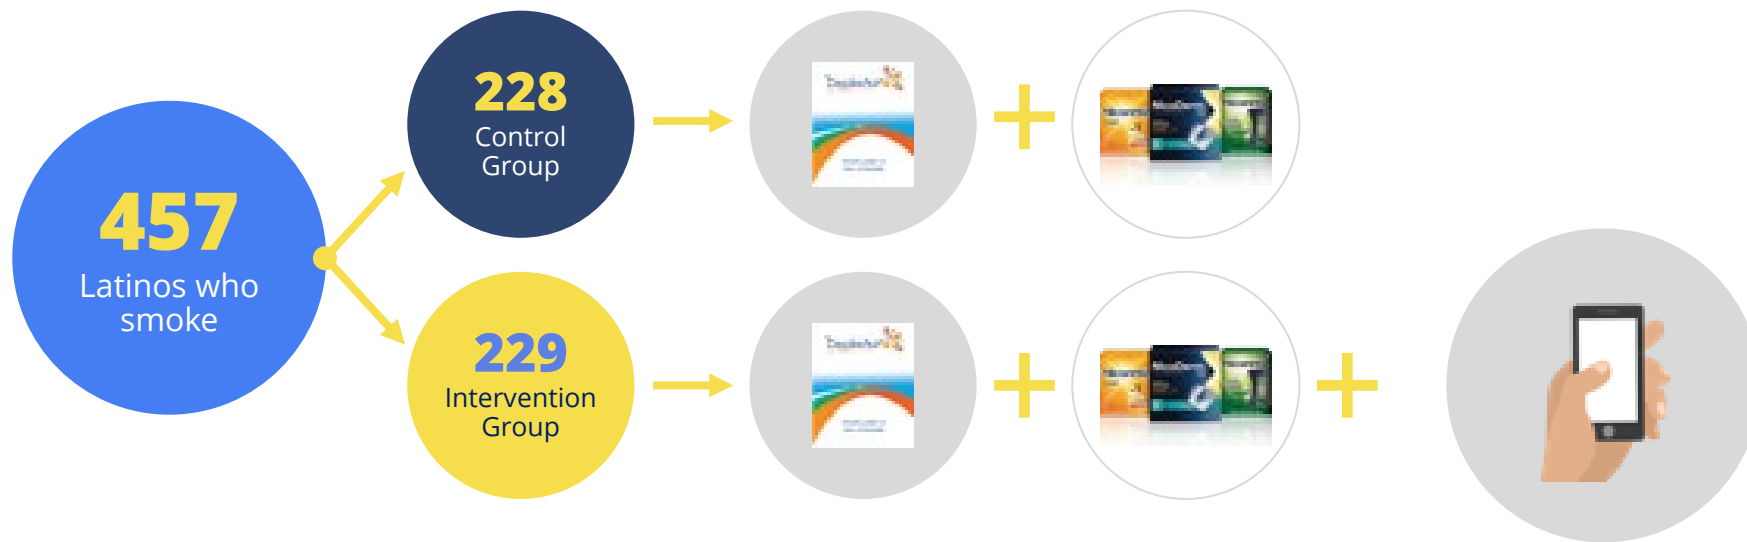 457
Latinos who
smoke
228
Control
Group
229
Intervention
Group